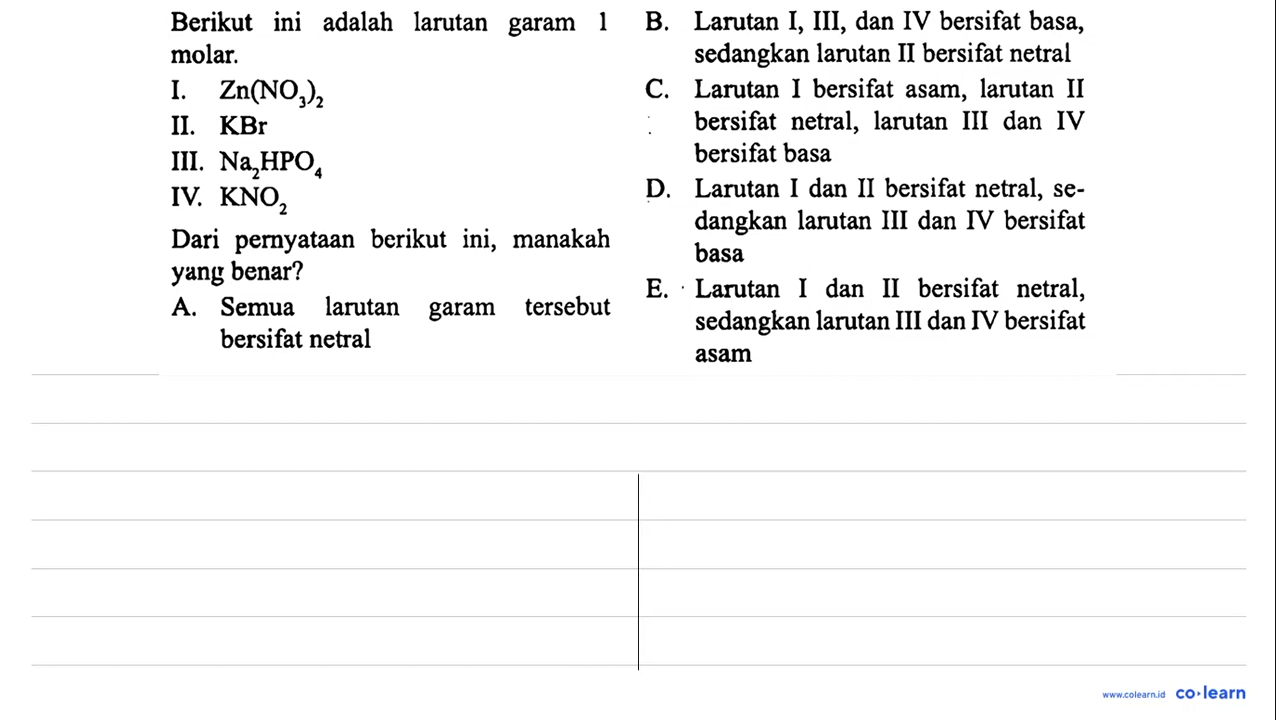 Berikut ini adalah larutan garam 1
molar.
I. Zn(NO₃)₂
II. KBr
III. Na₂HPO₄
IV. KNO₂
Dari pernyataan berikut ini, manakah
yang benar?
A. Semua larutan garam tersebut
bersifat netral
B. Larutan I, III, dan IV bersifat basa,
sedangkan larutan II bersifat netral
C. Larutan I bersifat asam, larutan II
bersifat netral, larutan III dan IV
bersifat basa
D. Larutan I dan II bersifat netral, se-
dangkan larutan III dan IV bersifat
basa
E. Larutan I dan II bersifat netral,
sedangkan larutan III dan IV bersifat
asam
www.colearn.id co·learn